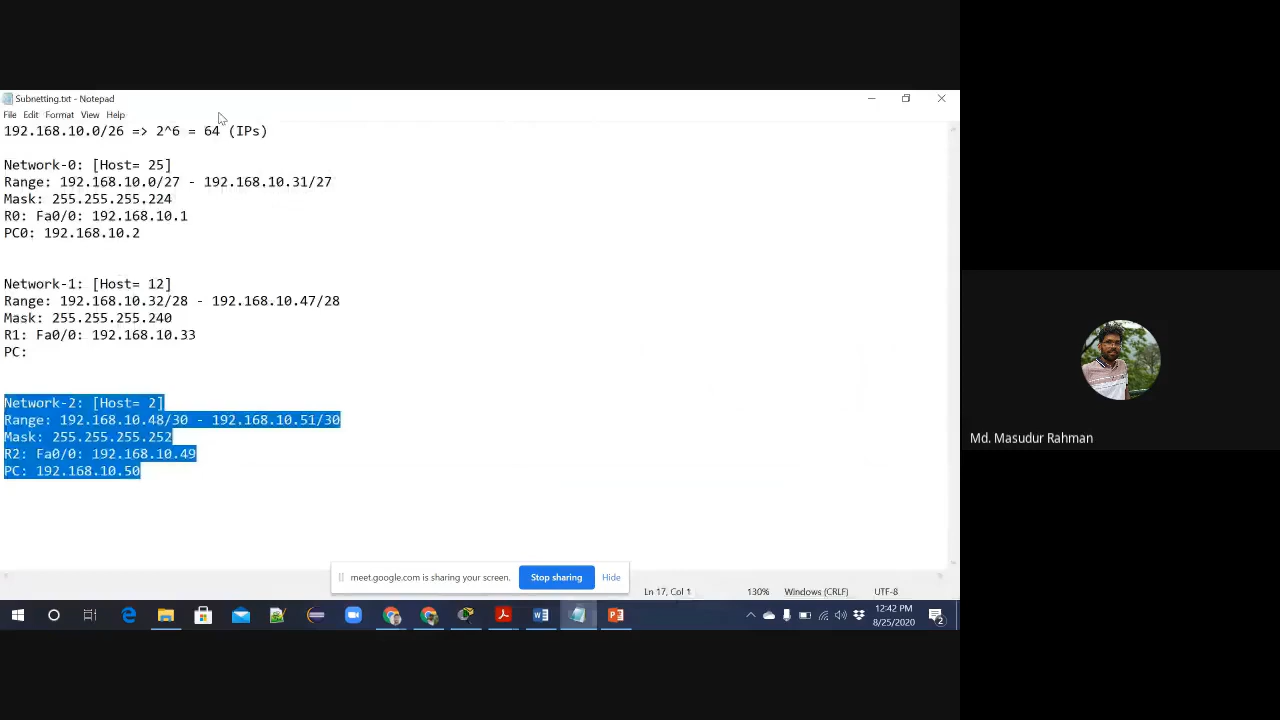 Subnetting.txt - Notepad
File Edit Format View Help
192.168.10.0/26 => 2^6 = 64 (IPs)
Network-0: [Host= 25]
Range: 192.168.10.0/27 - 192.168.10.31/27
Mask: 255.255.255.224
R0: Fa0/0: 192.168.10.1
PC0: 192.168.10.2
Network-1: [Host= 12]
Range: 192.168.10.32/28 - 192.168.10.47/28
Mask: 255.255.255.240
R1: Fa0/0: 192.168.10.33
PC:
Network-2: [Host= 2]
Range: 192.168.10.48/30 - 192.168.10.51/30
Mask: 255.255.255.252
R2: Fa0/0: 192.168.10.49
PC: 192.168.10.50
Md. Masudur Rahman
meet.google.com is sharing your screen. Stop sharing Hide
Ln 17, Col 1 130% Windows (CRLF) UTF-8
12:42 PM
8/25/2020
2